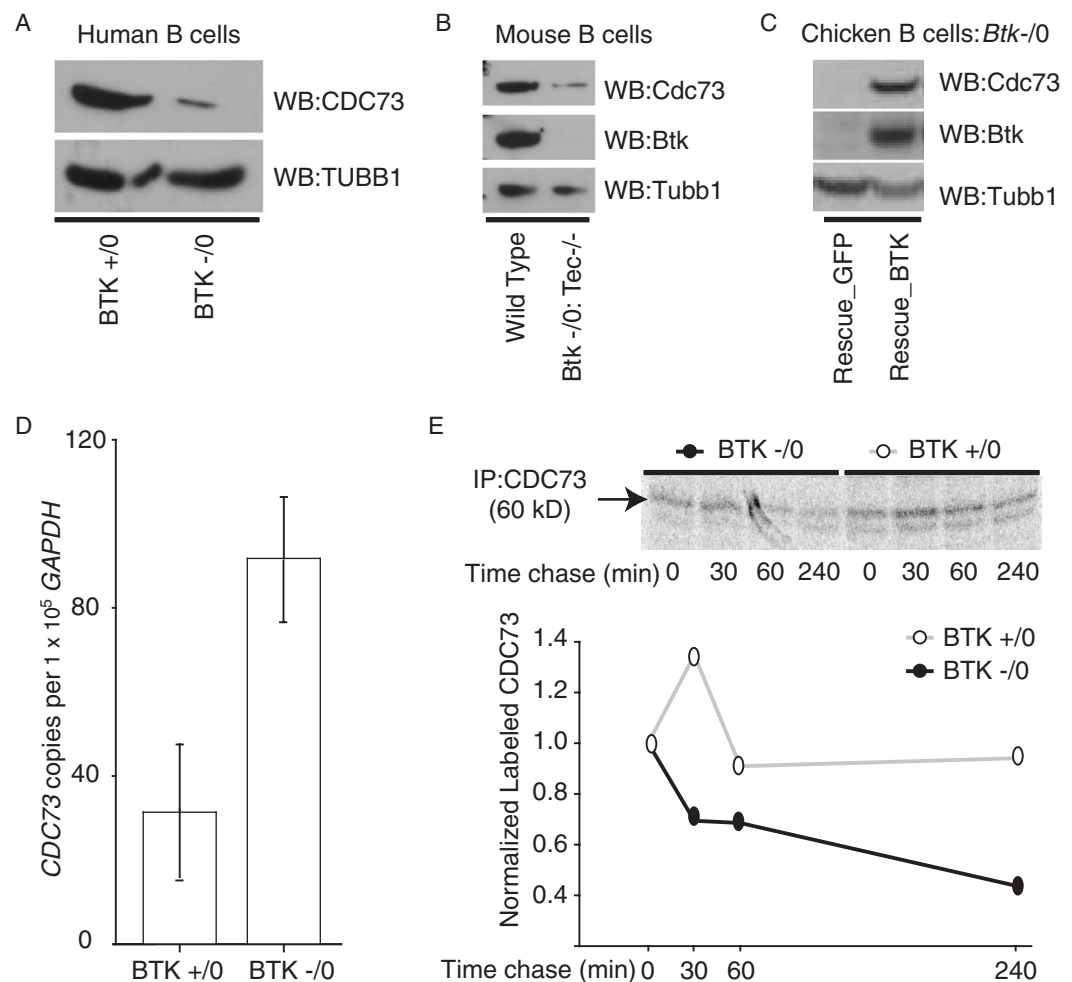 A
Human B cells
WB:CDC73
WB:TUBB1
BTK +/0
BTK -/0
B
Mouse B cells
WB:Cdc73
WB:Btk
WB:Tubb1
Wild Type
Btk -/0: Tec-/-
C
Chicken B cells: Btk-/0
WB:Cdc73
WB:Btk
WB:Tubb1
Rescue_GFP
Rescue_BTK
D
CDC73 copies per 1 x 10⁵ GAPDH
120
80
40
0
BTK +/0
BTK -/0
E
BTK -/0
BTK +/0
IP:CDC73
(60 kD)
Time chase (min) 0 30 60 240 0 30 60 240
Normalized Labeled CDC73
1.4
1.2
1.0
0.8
0.6
0.4
BTK +/0
BTK -/0
Time chase (min) 0 30 60 240